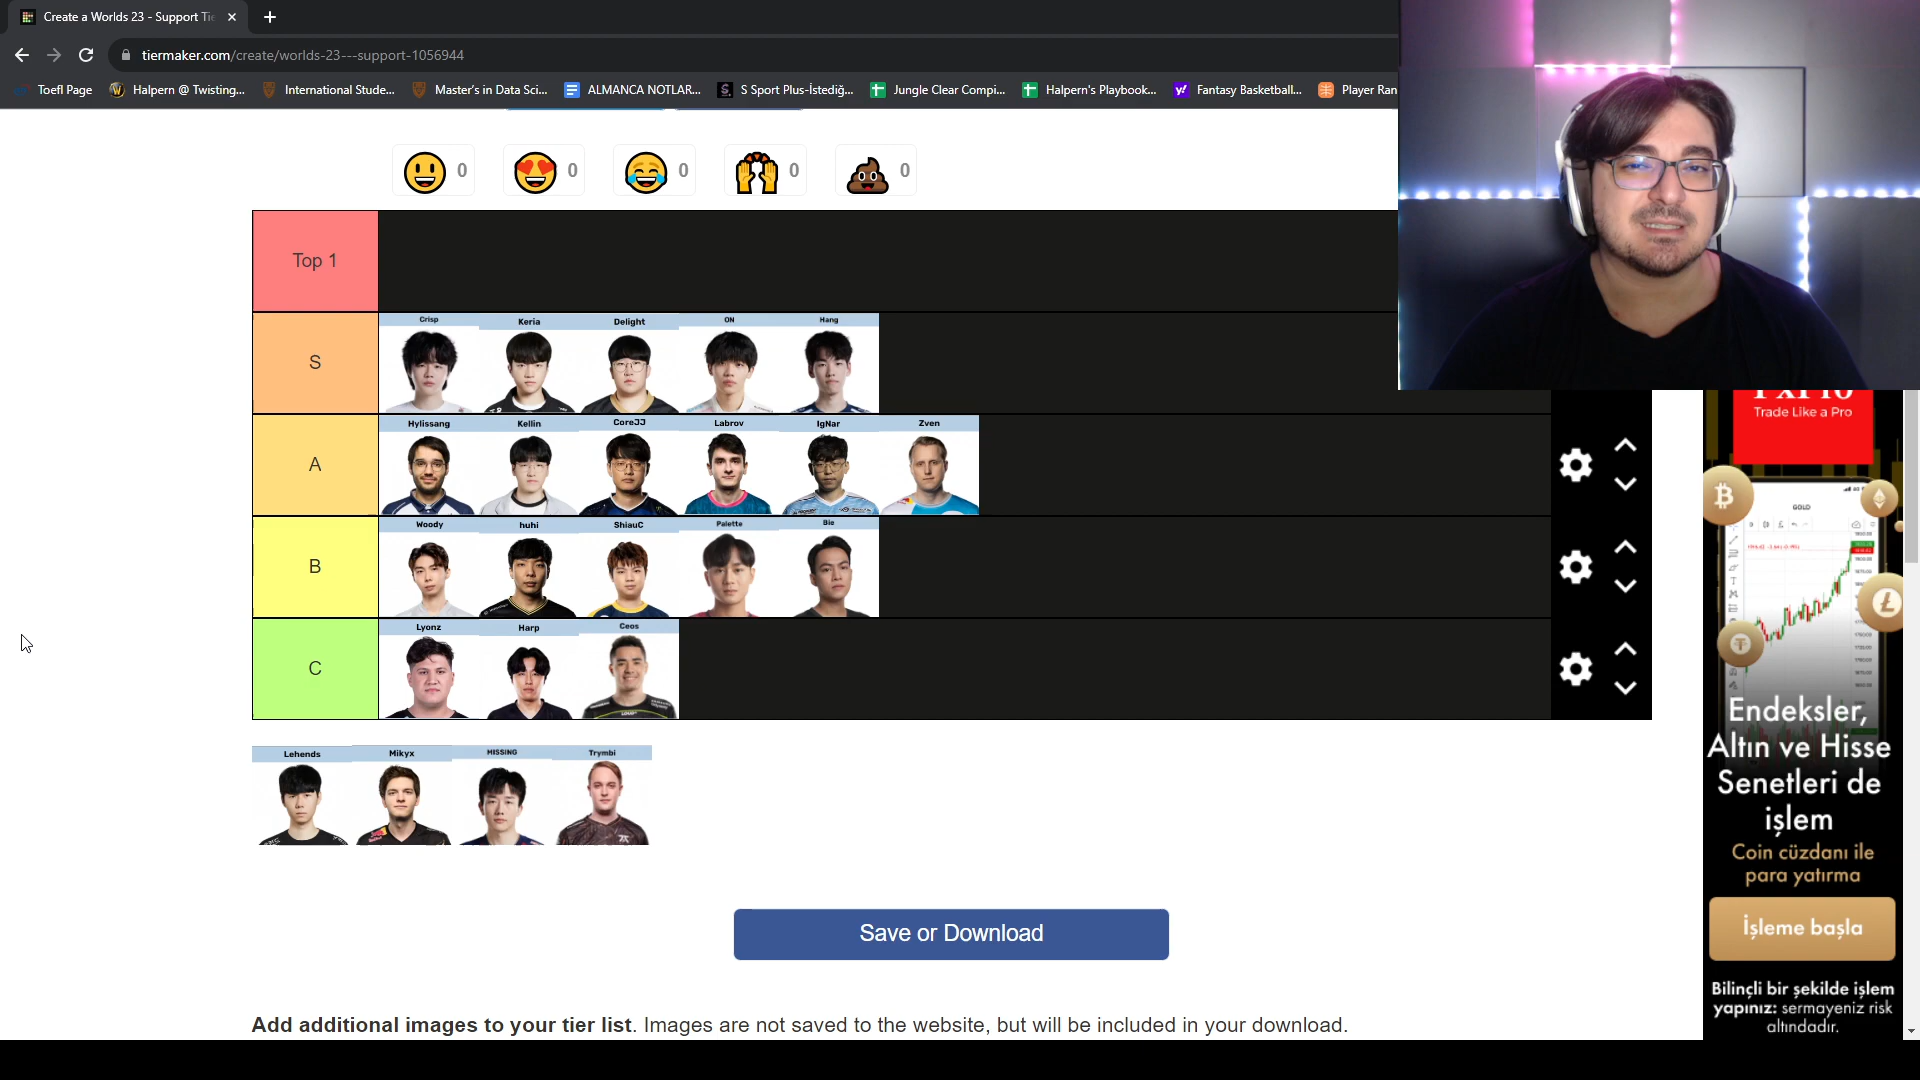 Create a Worlds 23 - Support Tie
tiermaker.com/create/worlds-23---support-1056944
Toefl Page
Halpern @ Twisting...
International Stude...
Master's in Data Sci...
ALMANCA NOTLAR...
S Sport Plus-İstediğ...
Jungle Clear Compi...
Halpern's Playbook...
Fantasy Basketball...
Player Ran
0
0
0
0
0
Top 1
S
Crisp
Keria
Delight
ON
Hang
A
Hylissang
Kellin
CoreJJ
Labrov
IgNar
Zven
B
Woody
huhi
ShiauC
Palette
Bie
C
Lyonz
Harp
Ceos
Lehends
Mikyx
MISSING
Trymbi
Save or Download
Add additional images to your tier list. Images are not saved to the website, but will be included in your download.
Trade Like a Pro
GOLD
Endeksler,
Altın ve Hisse
Senetleri de
işlem
Coin cüzdanı ile
para yatırma
İşleme başla
Bilinçli bir şekilde işlem
yapınız: sermayeniz risk
altındadır.